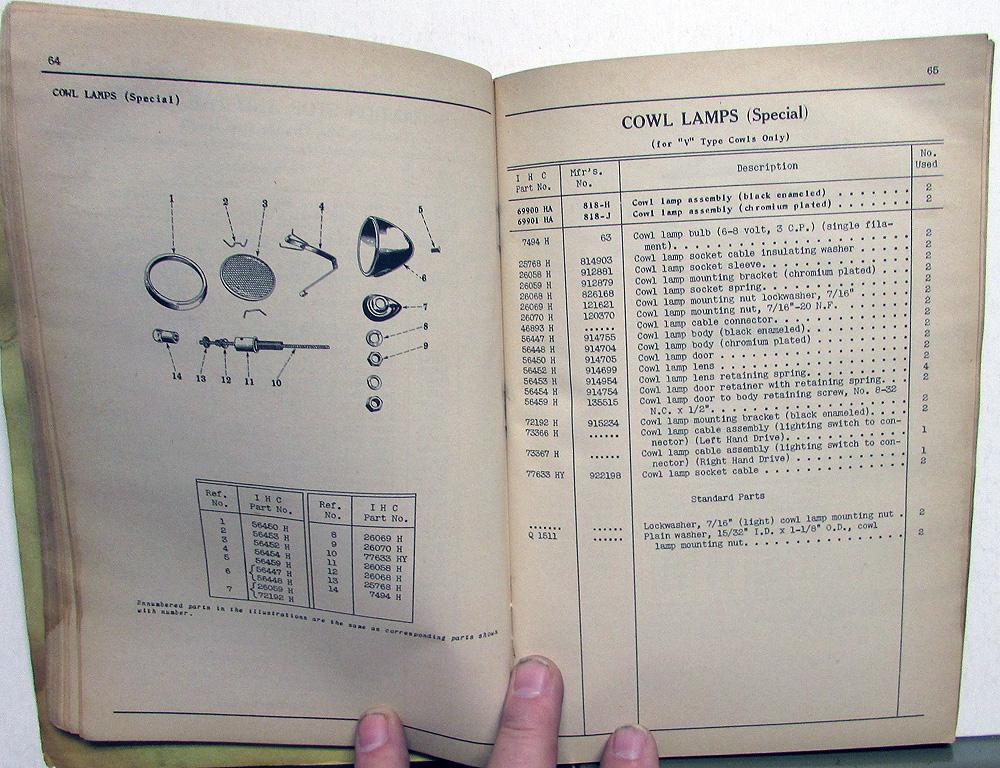 64
COWL LAMPS (Special)
1
2
3
4
5
6
7
8
9
14
13
12
11
10
Ref. No. I H C Part No. Ref. No. I H C Part No.
1 56450 H 8 26069 H
2 56453 H 9 26070 H
3 56452 H 10 77633 HY
4 56454 H 11 26058 H
5 56459 H 12 26068 H
6 {56447 H 13 25768 H
{56448 H 14 7494 H
7 {26059 H
{72192 H
Unnumbered parts in the illustrations are the same as corresponding parts shown
with number.
65
COWL LAMPS (Special)
(for "V" Type Cowls Only)
I H C Part No. Mfr's. No. Description No. Used
69900 HA 818-H Cowl lamp assembly (black enameled) . . . . . . . . 2
69901 HA 818-J Cowl lamp assembly (chromium plated) . . . . . . . . 2
7494 H 63 Cowl lamp bulb (6-8 volt, 3 C.P.) (single fila-
ment). . . . . . . . . . . . . . . . . . . . . . 2
25768 H 814903 Cowl lamp socket cable insulating washer . . . . . . 2
26058 H 912881 Cowl lamp socket sleeve. . . . . . . . . . . . . . 2
26059 H 912879 Cowl lamp mounting bracket (chromium plated) . . . . 2
26068 H 826168 Cowl lamp socket spring. . . . . . . . . . . . . . 2
26069 H 121621 Cowl lamp mounting nut lockwasher, 7/16" . . . . . . 2
26070 H 120370 Cowl lamp mounting nut, 7/16"-20 N.F. . . . . . . . 2
46893 H ...... Cowl lamp cable connector. . . . . . . . . . . . . 2
56447 H 914755 Cowl lamp body (black enameled). . . . . . . . . . 2
56448 H 914704 Cowl lamp body (chromium plated) . . . . . . . . . 2
56450 H 914705 Cowl lamp door . . . . . . . . . . . . . . . . . . 2
56452 H 914699 Cowl lamp lens . . . . . . . . . . . . . . . . . . 2
56453 H 914954 Cowl lamp lens retaining spring. . . . . . . . . . 4
56454 H 914754 Cowl lamp door retainer with retaining spring. . . 2
56459 H 135515 Cowl lamp door to body retaining screw, No. 8-32
N.C. x 1/2". . . . . . . . . . . . . . . . . . . 2
72192 H 915234 Cowl lamp mounting bracket (black enameled). . . . . 2
73366 H ...... Cowl lamp cable assembly (lighting switch to con-
nector) (Left Hand Drive). . . . . . . . . . . . 1
73367 H ...... Cowl lamp cable assembly (lighting switch to con-
nector) (Right Hand Drive) . . . . . . . . . . . 1
77633 HY 922198 Cowl lamp socket cable . . . . . . . . . . . . . . 2
Standard Parts
....... ...... Lockwasher, 7/16" (light) cowl lamp mounting nut . 2
Q 1511 ...... Plain washer, 15/32" I.D. x 1-1/8" O.D., cowl
lamp mounting nut. . . . . . . . . . . . . . . . 2